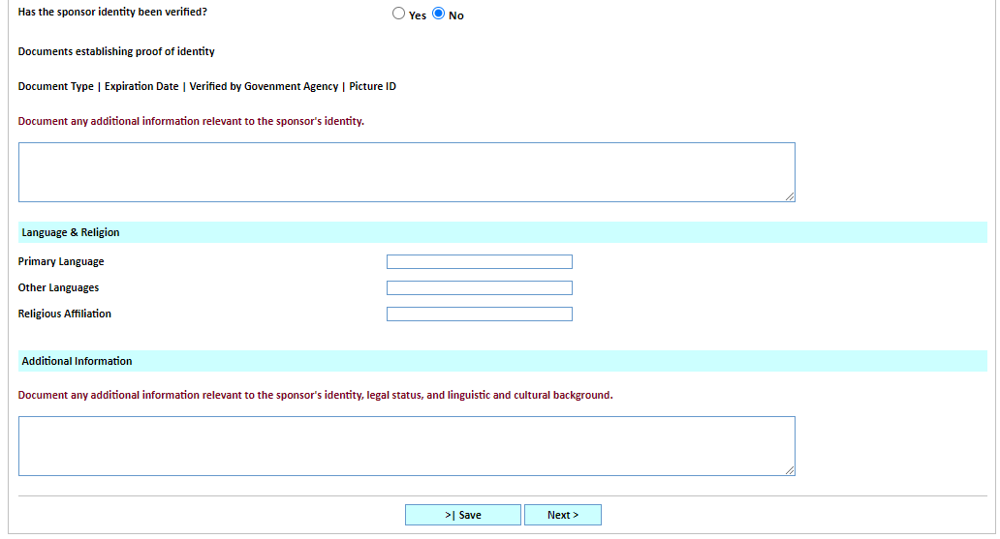 Has the sponsor identity been verified? Yes No
Documents establishing proof of identity
Document Type | Expiration Date | Verified by Govenment Agency | Picture ID
Document any additional information relevant to the sponsor's identity.
Language & Religion
Primary Language
Other Languages
Religious Affiliation
Additional Information
Document any additional information relevant to the sponsor's identity, legal status, and linguistic and cultural background.
>| Save Next >